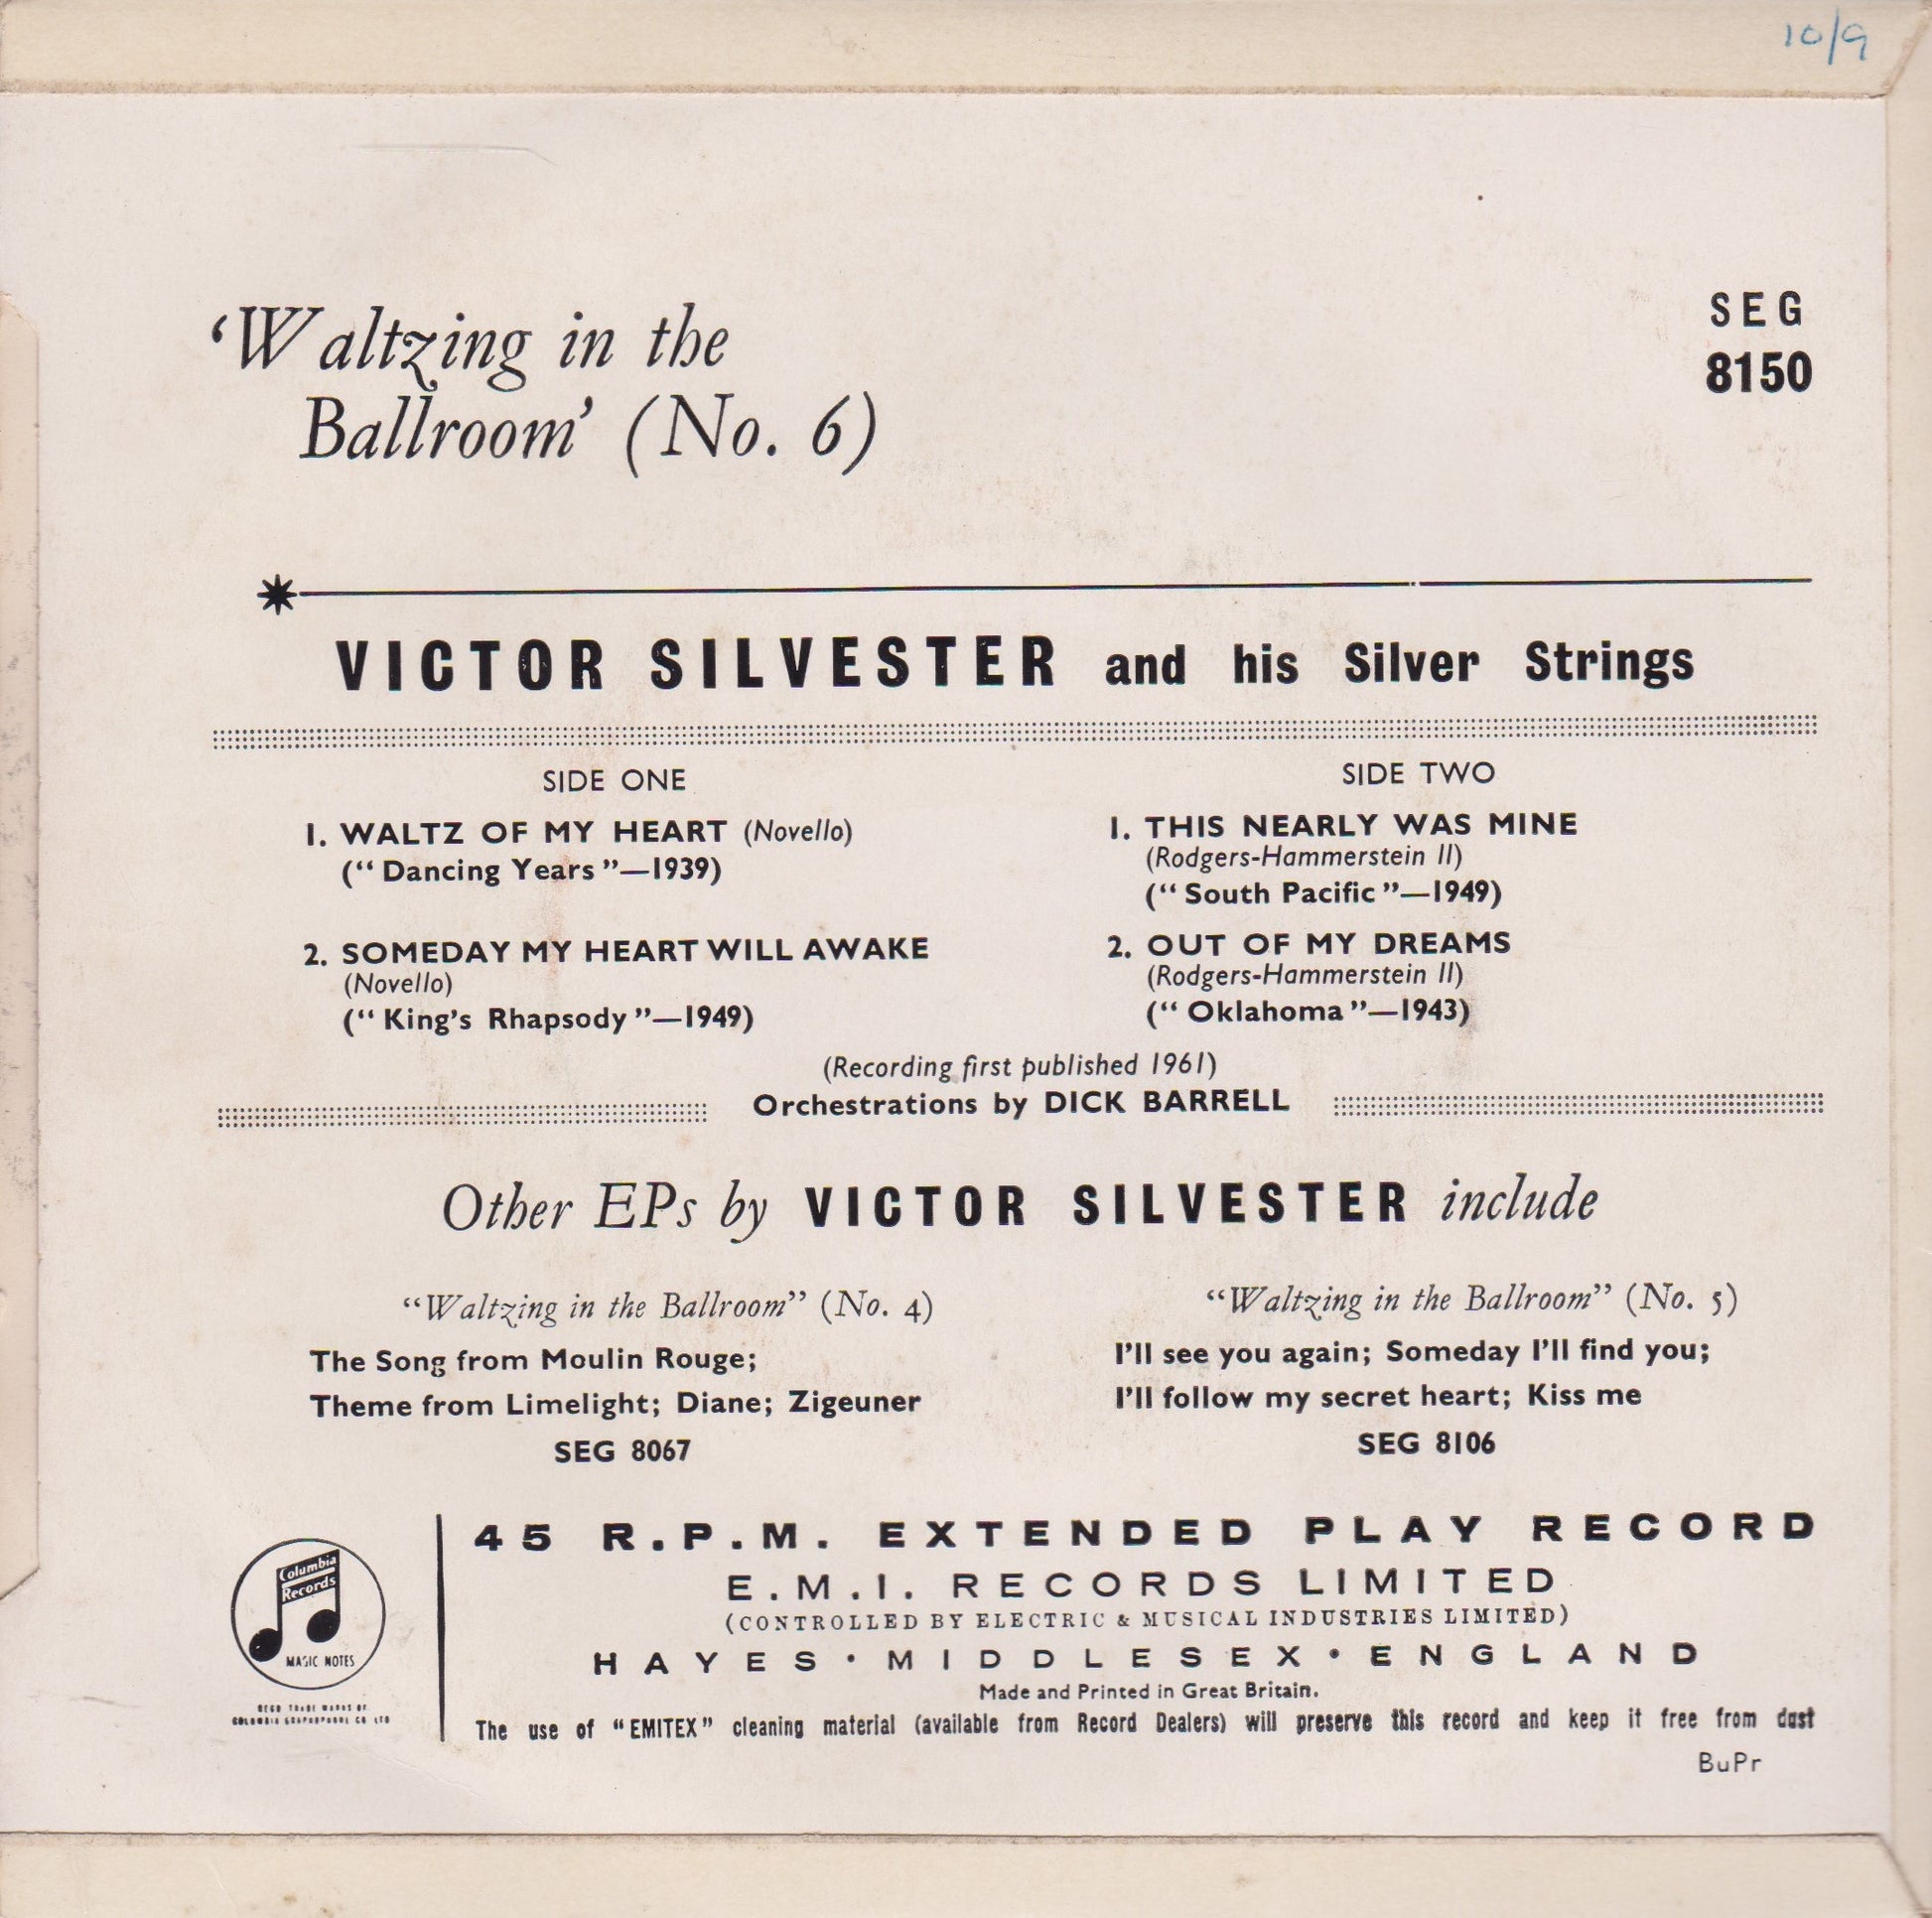 10/9
‘Waltzing in the
Ballroom’ (No. 6)
SEG
8150
VICTOR SILVESTER and his Silver Strings
SIDE ONE
1. WALTZ OF MY HEART (Novello)
(“Dancing Years”—1939)
2. SOMEDAY MY HEART WILL AWAKE
(Novello)
(“King’s Rhapsody”—1949)
SIDE TWO
1. THIS NEARLY WAS MINE
(Rodgers-Hammerstein II)
(“South Pacific”—1949)
2. OUT OF MY DREAMS
(Rodgers-Hammerstein II)
(“Oklahoma”—1943)
(Recording first published 1961)
Orchestrations by DICK BARRELL
Other EPs by VICTOR SILVESTER include
“Waltzing in the Ballroom” (No. 4)
The Song from Moulin Rouge;
Theme from Limelight; Diane; Zigeuner
SEG 8067
“Waltzing in the Ballroom” (No. 5)
I’ll see you again; Someday I’ll find you;
I’ll follow my secret heart; Kiss me
SEG 8106
Columbia
Records
MAGIC NOTES
REGD TRADE MARKS OF
COLUMBIA GRAPHOPHONE CO LTD
45 R.P.M. EXTENDED PLAY RECORD
E.M.I. RECORDS LIMITED
(CONTROLLED BY ELECTRIC & MUSICAL INDUSTRIES LIMITED)
HAYES · MIDDLESEX · ENGLAND
Made and Printed in Great Britain.
The use of “EMITEX” cleaning material (available from Record Dealers) will preserve this record and keep it free from dust
BuPr